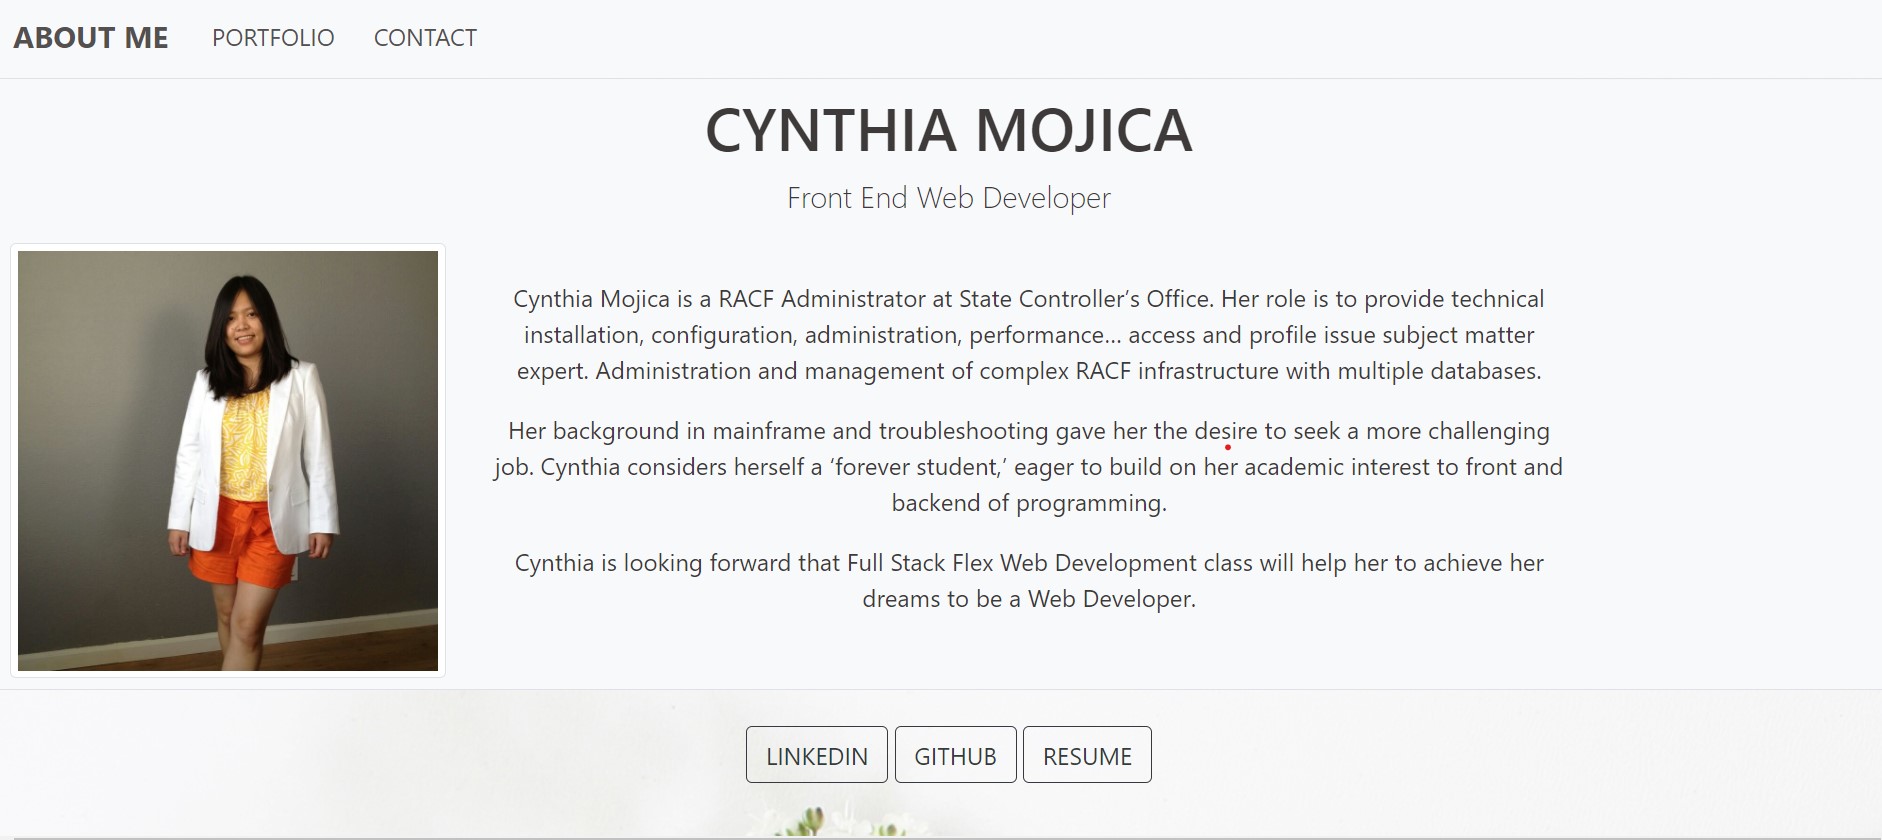 ABOUT ME PORTFOLIO CONTACT
CYNTHIA MOJICA
Front End Web Developer
Cynthia Mojica is a RACF Administrator at State Controller’s Office. Her role is to provide technical
installation, configuration, administration, performance... access and profile issue subject matter
expert. Administration and management of complex RACF infrastructure with multiple databases.
Her background in mainframe and troubleshooting gave her the desire to seek a more challenging
job. Cynthia considers herself a ‘forever student,’ eager to build on her academic interest to front and
backend of programming.
Cynthia is looking forward that Full Stack Flex Web Development class will help her to achieve her
dreams to be a Web Developer.
LINKEDIN GITHUB RESUME